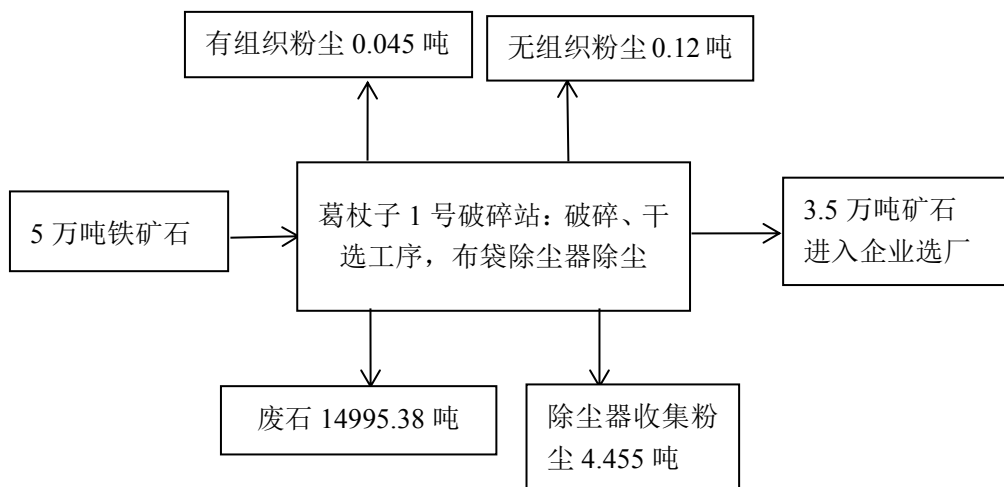 有组织粉尘 0.045 吨
无组织粉尘 0.12 吨
5 万吨铁矿石
葛杖子 1 号破碎站：破碎、干
选工序，布袋除尘器除尘
3.5 万吨矿石
进入企业选厂
废石 14995.38 吨
除尘器收集粉
尘 4.455 吨